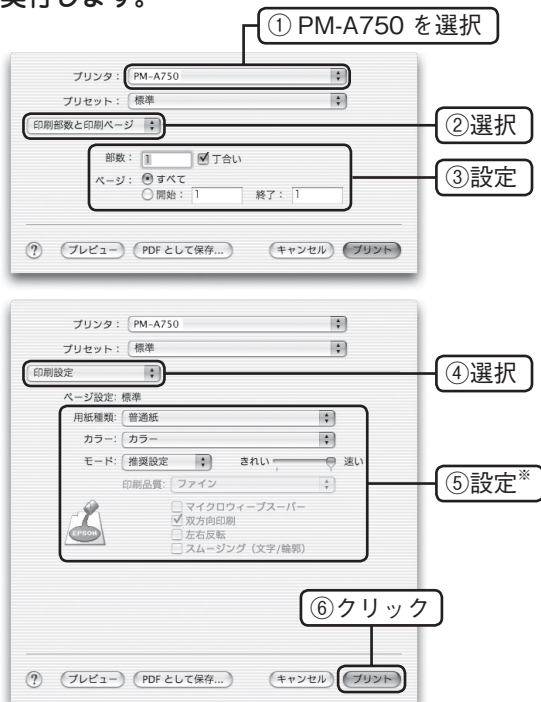 実行します。
① PM-A750 を選択
プリンタ： PM-A750
プリセット： 標準
印刷部数と印刷ページ
②選択
部数： 1 丁合い
ページ： すべて
③設定
開始： 1 終了： 1
? プレビュー PDF として保存... キャンセル プリント
プリンタ： PM-A750
プリセット： 標準
印刷設定
④選択
ページ設定: 標準
用紙種類: 普通紙
カラー: カラー
モード: 推奨設定 きれい 速い
印刷品質: ファイン
⑤設定※
マイクロウィーブスーパー
双方向印刷
EPSON
左右反転
スムージング（文字/輪郭）
⑥クリック
? プレビュー PDF として保存... キャンセル プリント